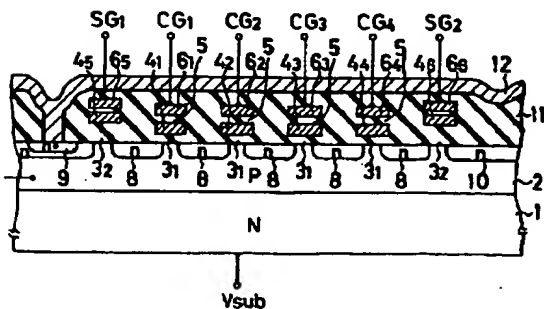 SG1 CG1 CG2 CG3 CG4 SG2
45 65 41 61 5 42 62 5 43 63 5 44 64 5 66 12
11
n n n n n n n
9 32 8 31 8 31 P 8 31 8 31 8 32 10 2
1
N
Vsub